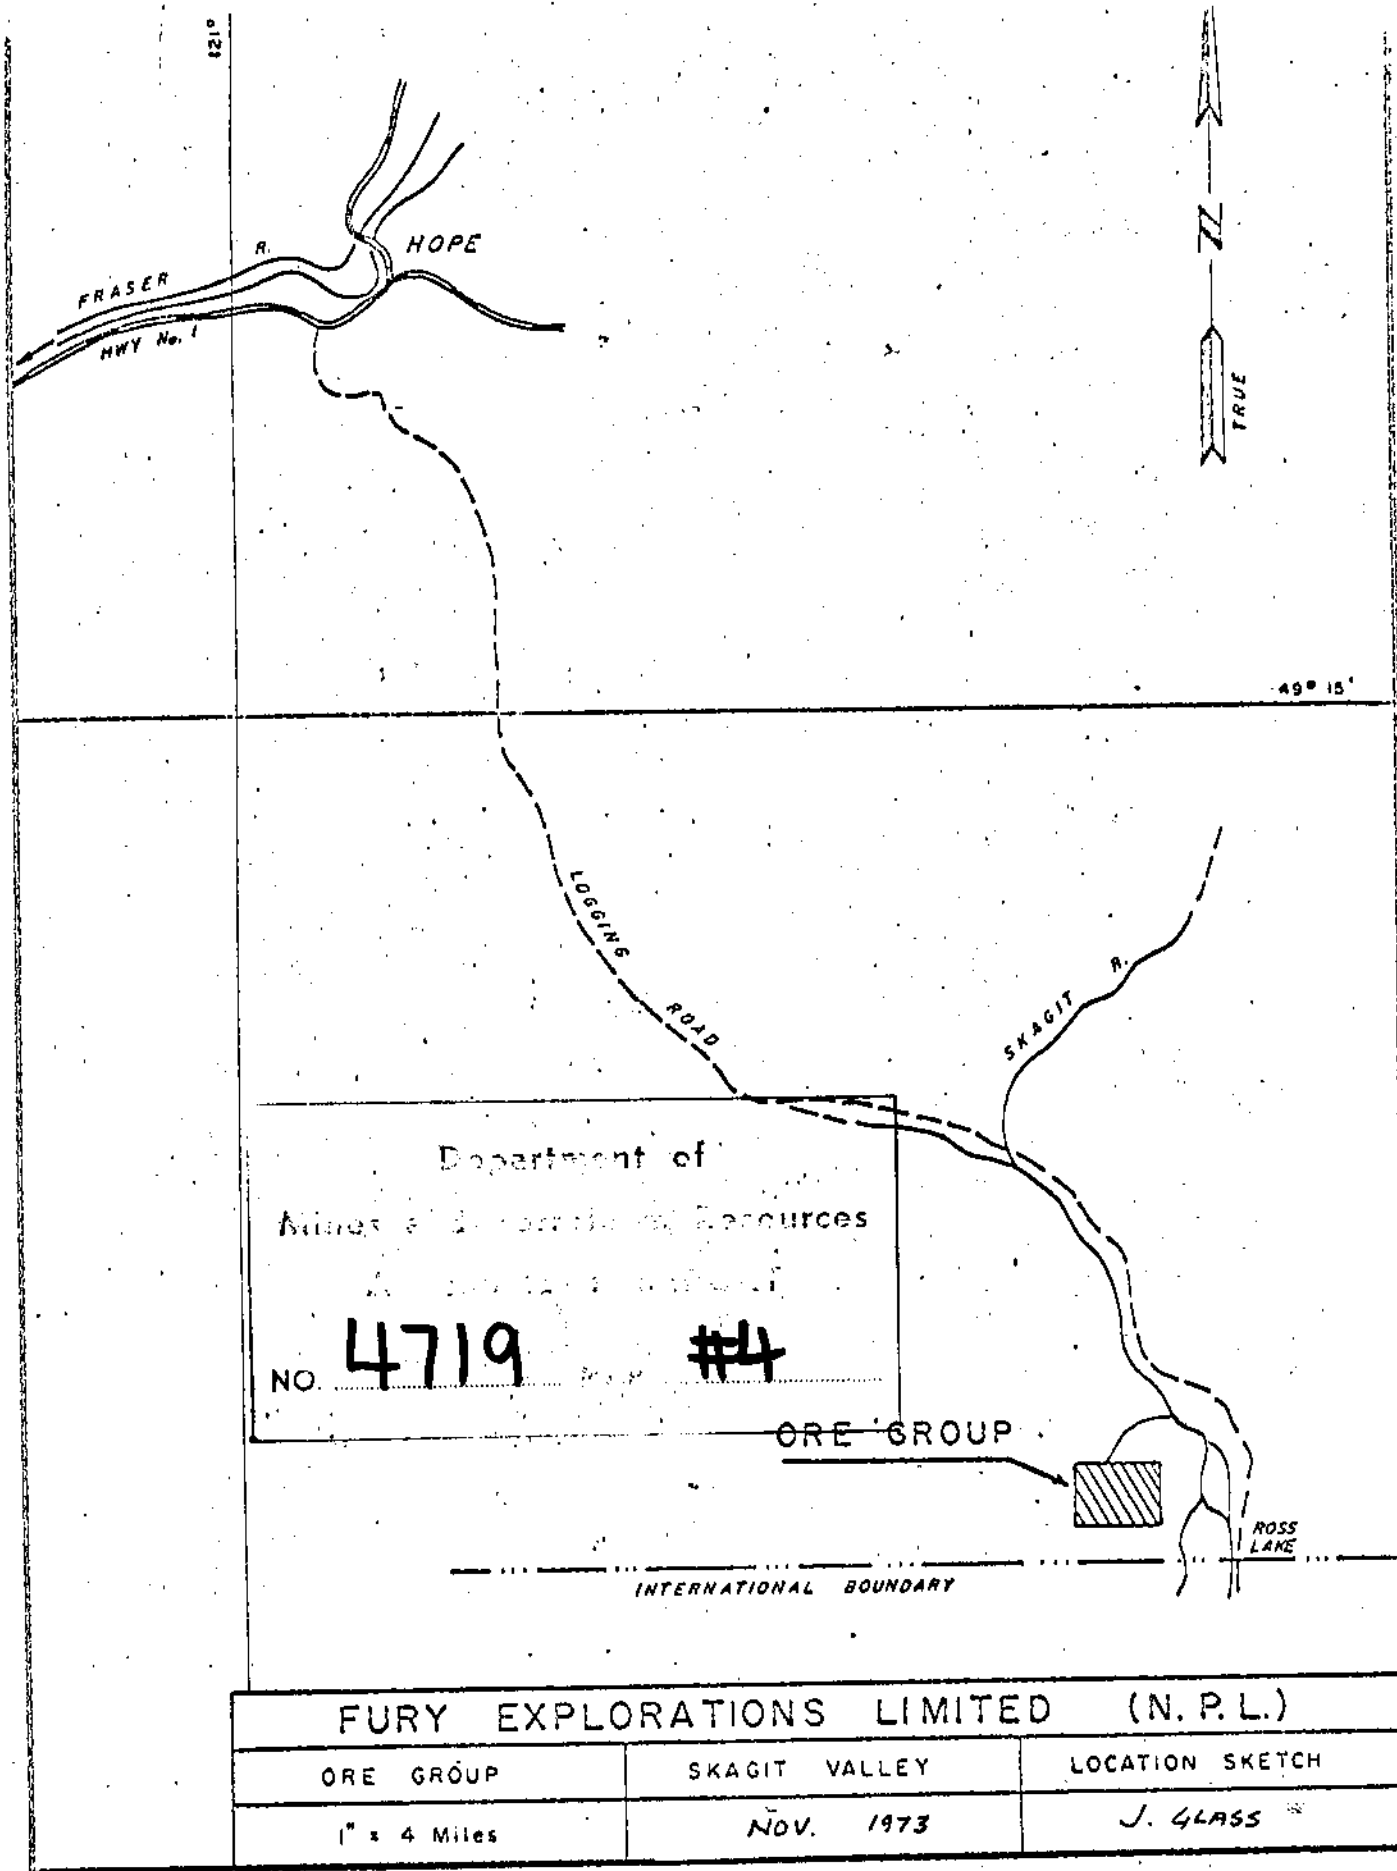 121°
N
TRUE
HOPE
FRASER R.
HWY No. 1
49° 15'
LOGGING ROAD
SKAGIT R.
Department of
Mines Resources
NO. 4719 #4
ORE GROUP
ROSS
LAKE
INTERNATIONAL BOUNDARY
FURY EXPLORATIONS LIMITED (N.P.L.)
ORE GROUP SKAGIT VALLEY LOCATION SKETCH
1" = 4 Miles NOV. 1973 J. GLASS